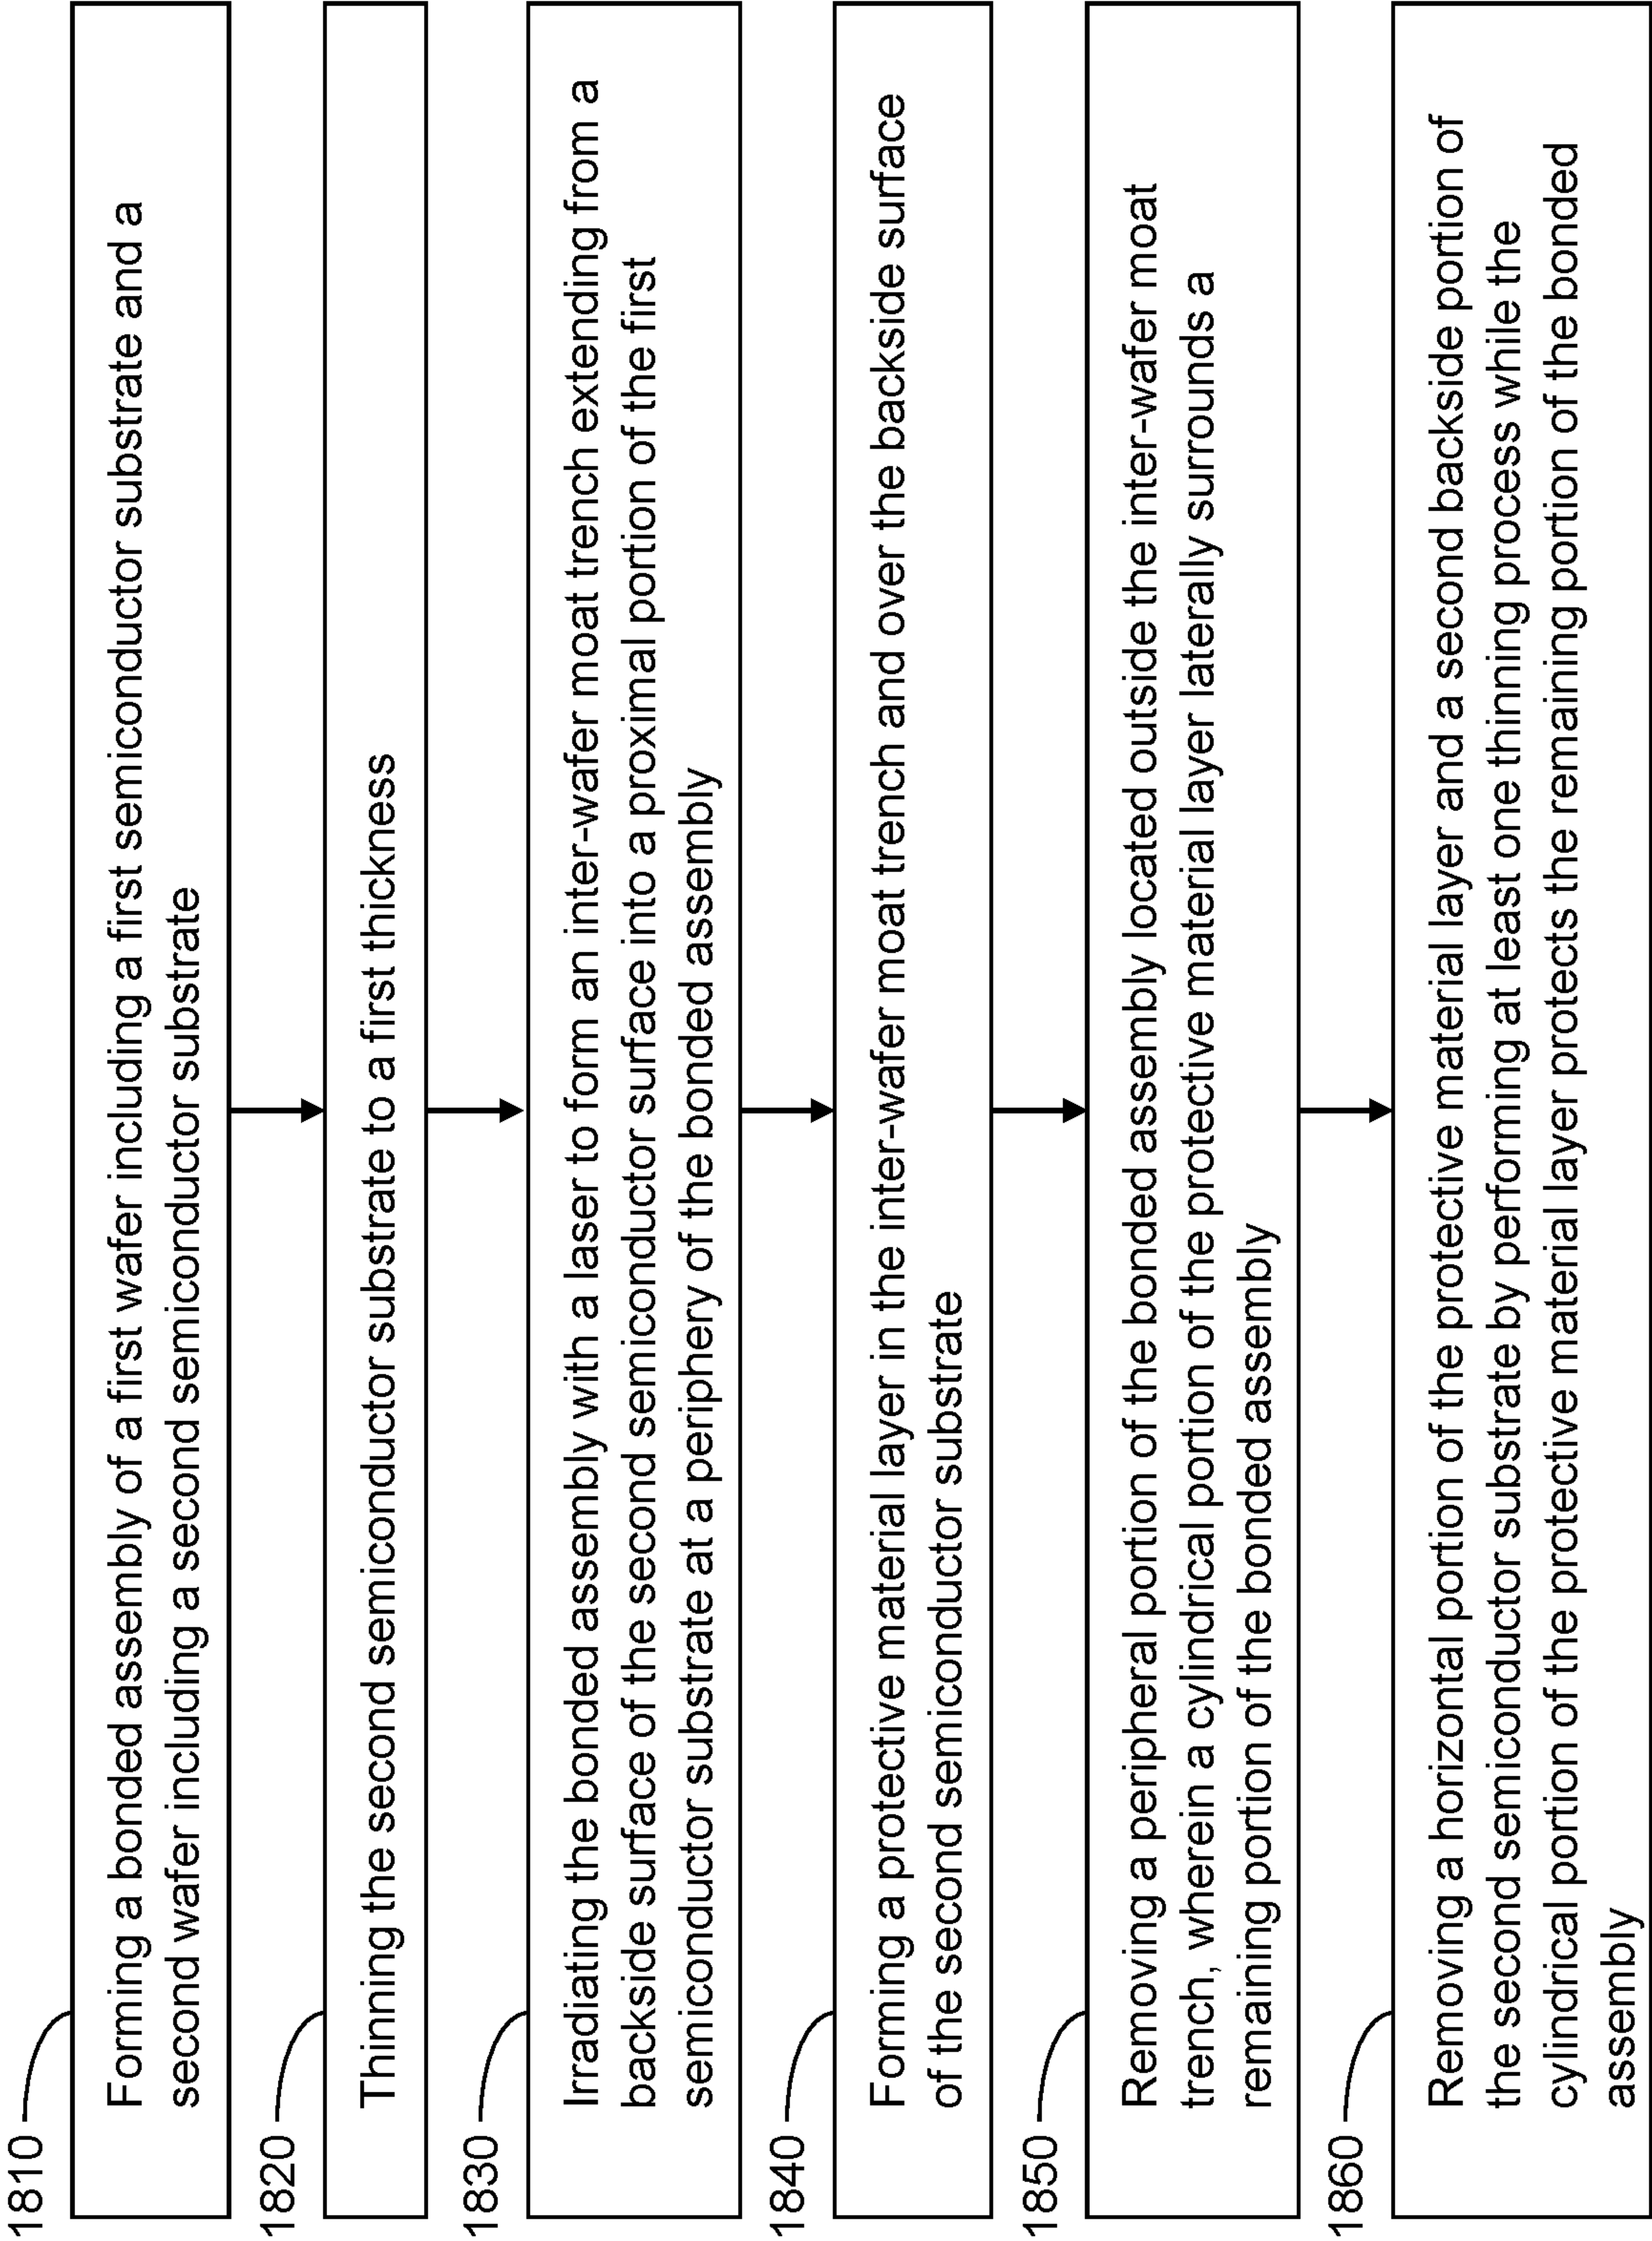 1810
Forming a bonded assembly of a first wafer including a first semiconductor substrate and a
second wafer including a second semiconductor substrate
1820
Thinning the second semiconductor substrate to a first thickness
1830
Irradiating the bonded assembly with a laser to form an inter-wafer moat trench extending from a
backside surface of the second semiconductor surface into a proximal portion of the first
semiconductor substrate at a periphery of the bonded assembly
1840
Forming a protective material layer in the inter-wafer moat trench and over the backside surface
of the second semiconductor substrate
1850
Removing a peripheral portion of the bonded assembly located outside the inter-wafer moat
trench, wherein a cylindrical portion of the protective material layer laterally surrounds a
remaining portion of the bonded assembly
1860
Removing a horizontal portion of the protective material layer and a second backside portion of
the second semiconductor substrate by performing at least one thinning process while the
cylindrical portion of the protective material layer protects the remaining portion of the bonded
assembly